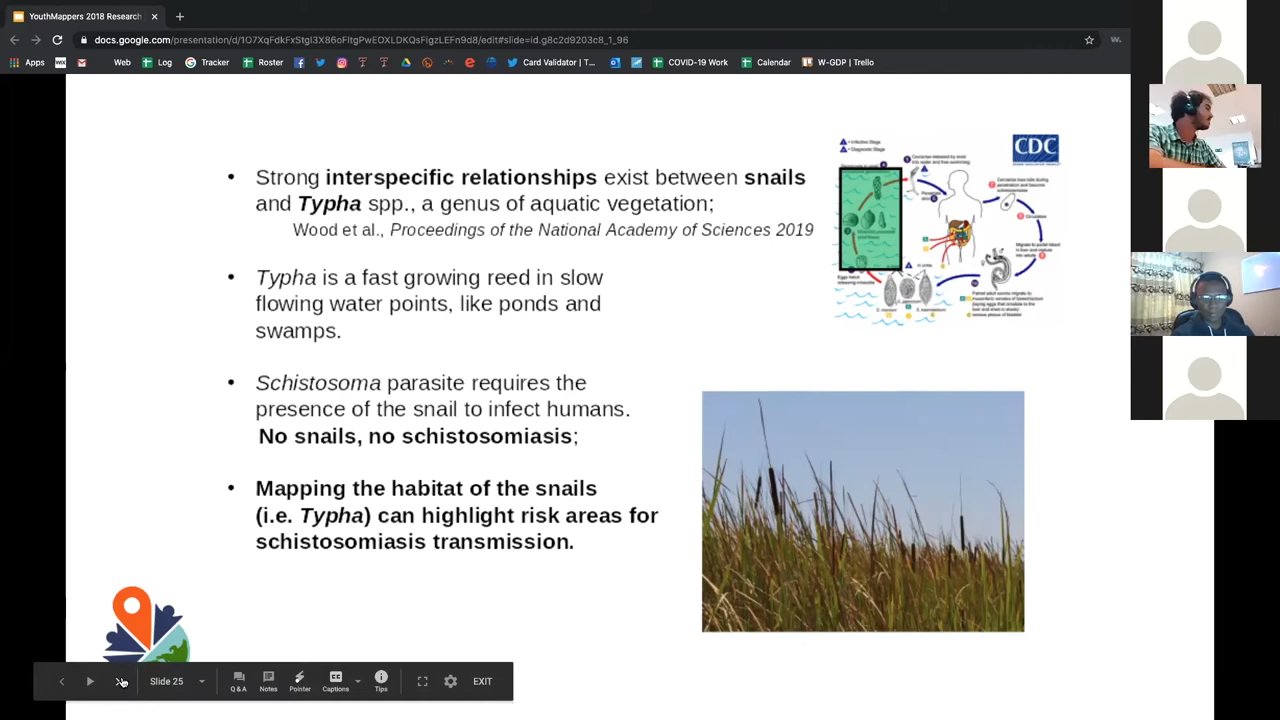 YouthMappers 2018 Research
docs.google.com/presentation/d/1O7XqFdkFxStgI3X86oFItgPwEOXLDKQsFigzLEFn9d8/edit#slide=id.g8c2d9203c8_1_96
Apps Web Log Tracker Roster Card Validator | T... COVID-19 Work Calendar W-GDP | Trello
Strong interspecific relationships exist between snails
and Typha spp., a genus of aquatic vegetation;
Wood et al., Proceedings of the National Academy of Sciences 2019
• Typha is a fast growing reed in slow
flowing water points, like ponds and
swamps.
• Schistosoma parasite requires the
presence of the snail to infect humans.
No snails, no schistosomiasis;
• Mapping the habitat of the snails
(i.e. Typha) can highlight risk areas for
schistosomiasis transmission.
CDC
Slide 25
Q & A Notes Pointer Captions Tips EXIT